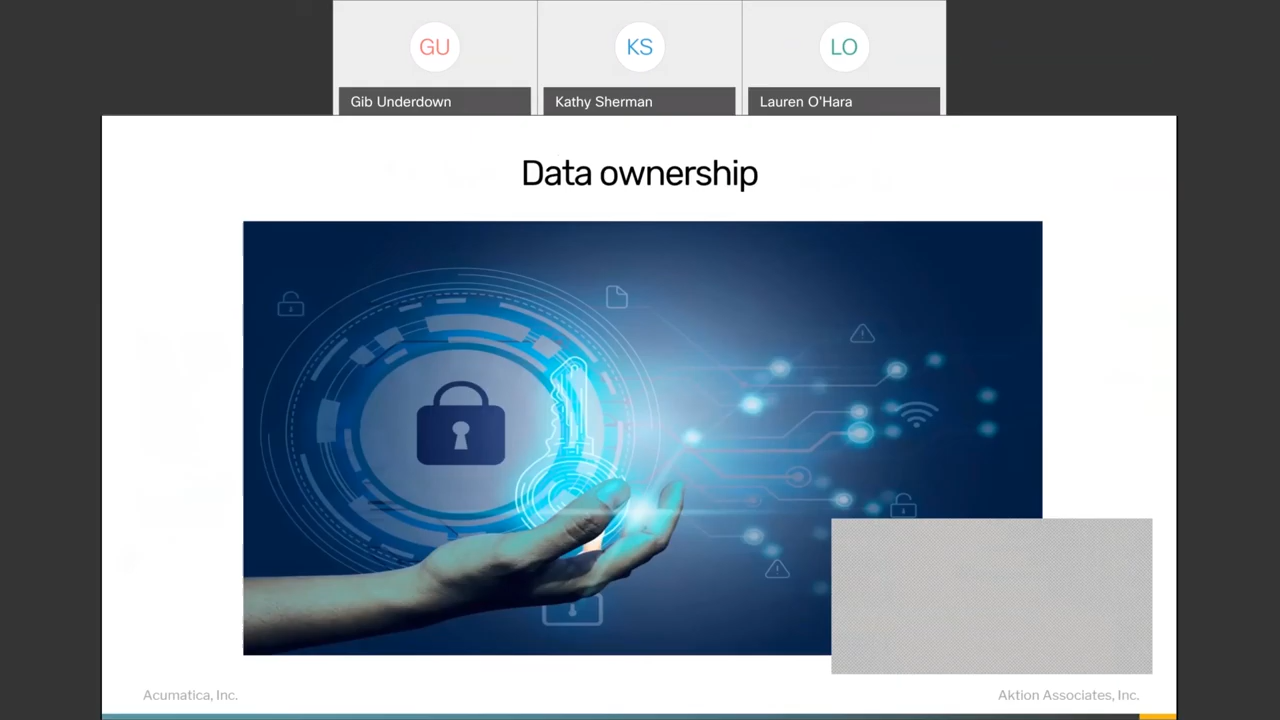 GU
KS
LO
Gib Underdown
Kathy Sherman
Lauren O'Hara
Data ownership
Acumatica, Inc.
Aktion Associates, Inc.